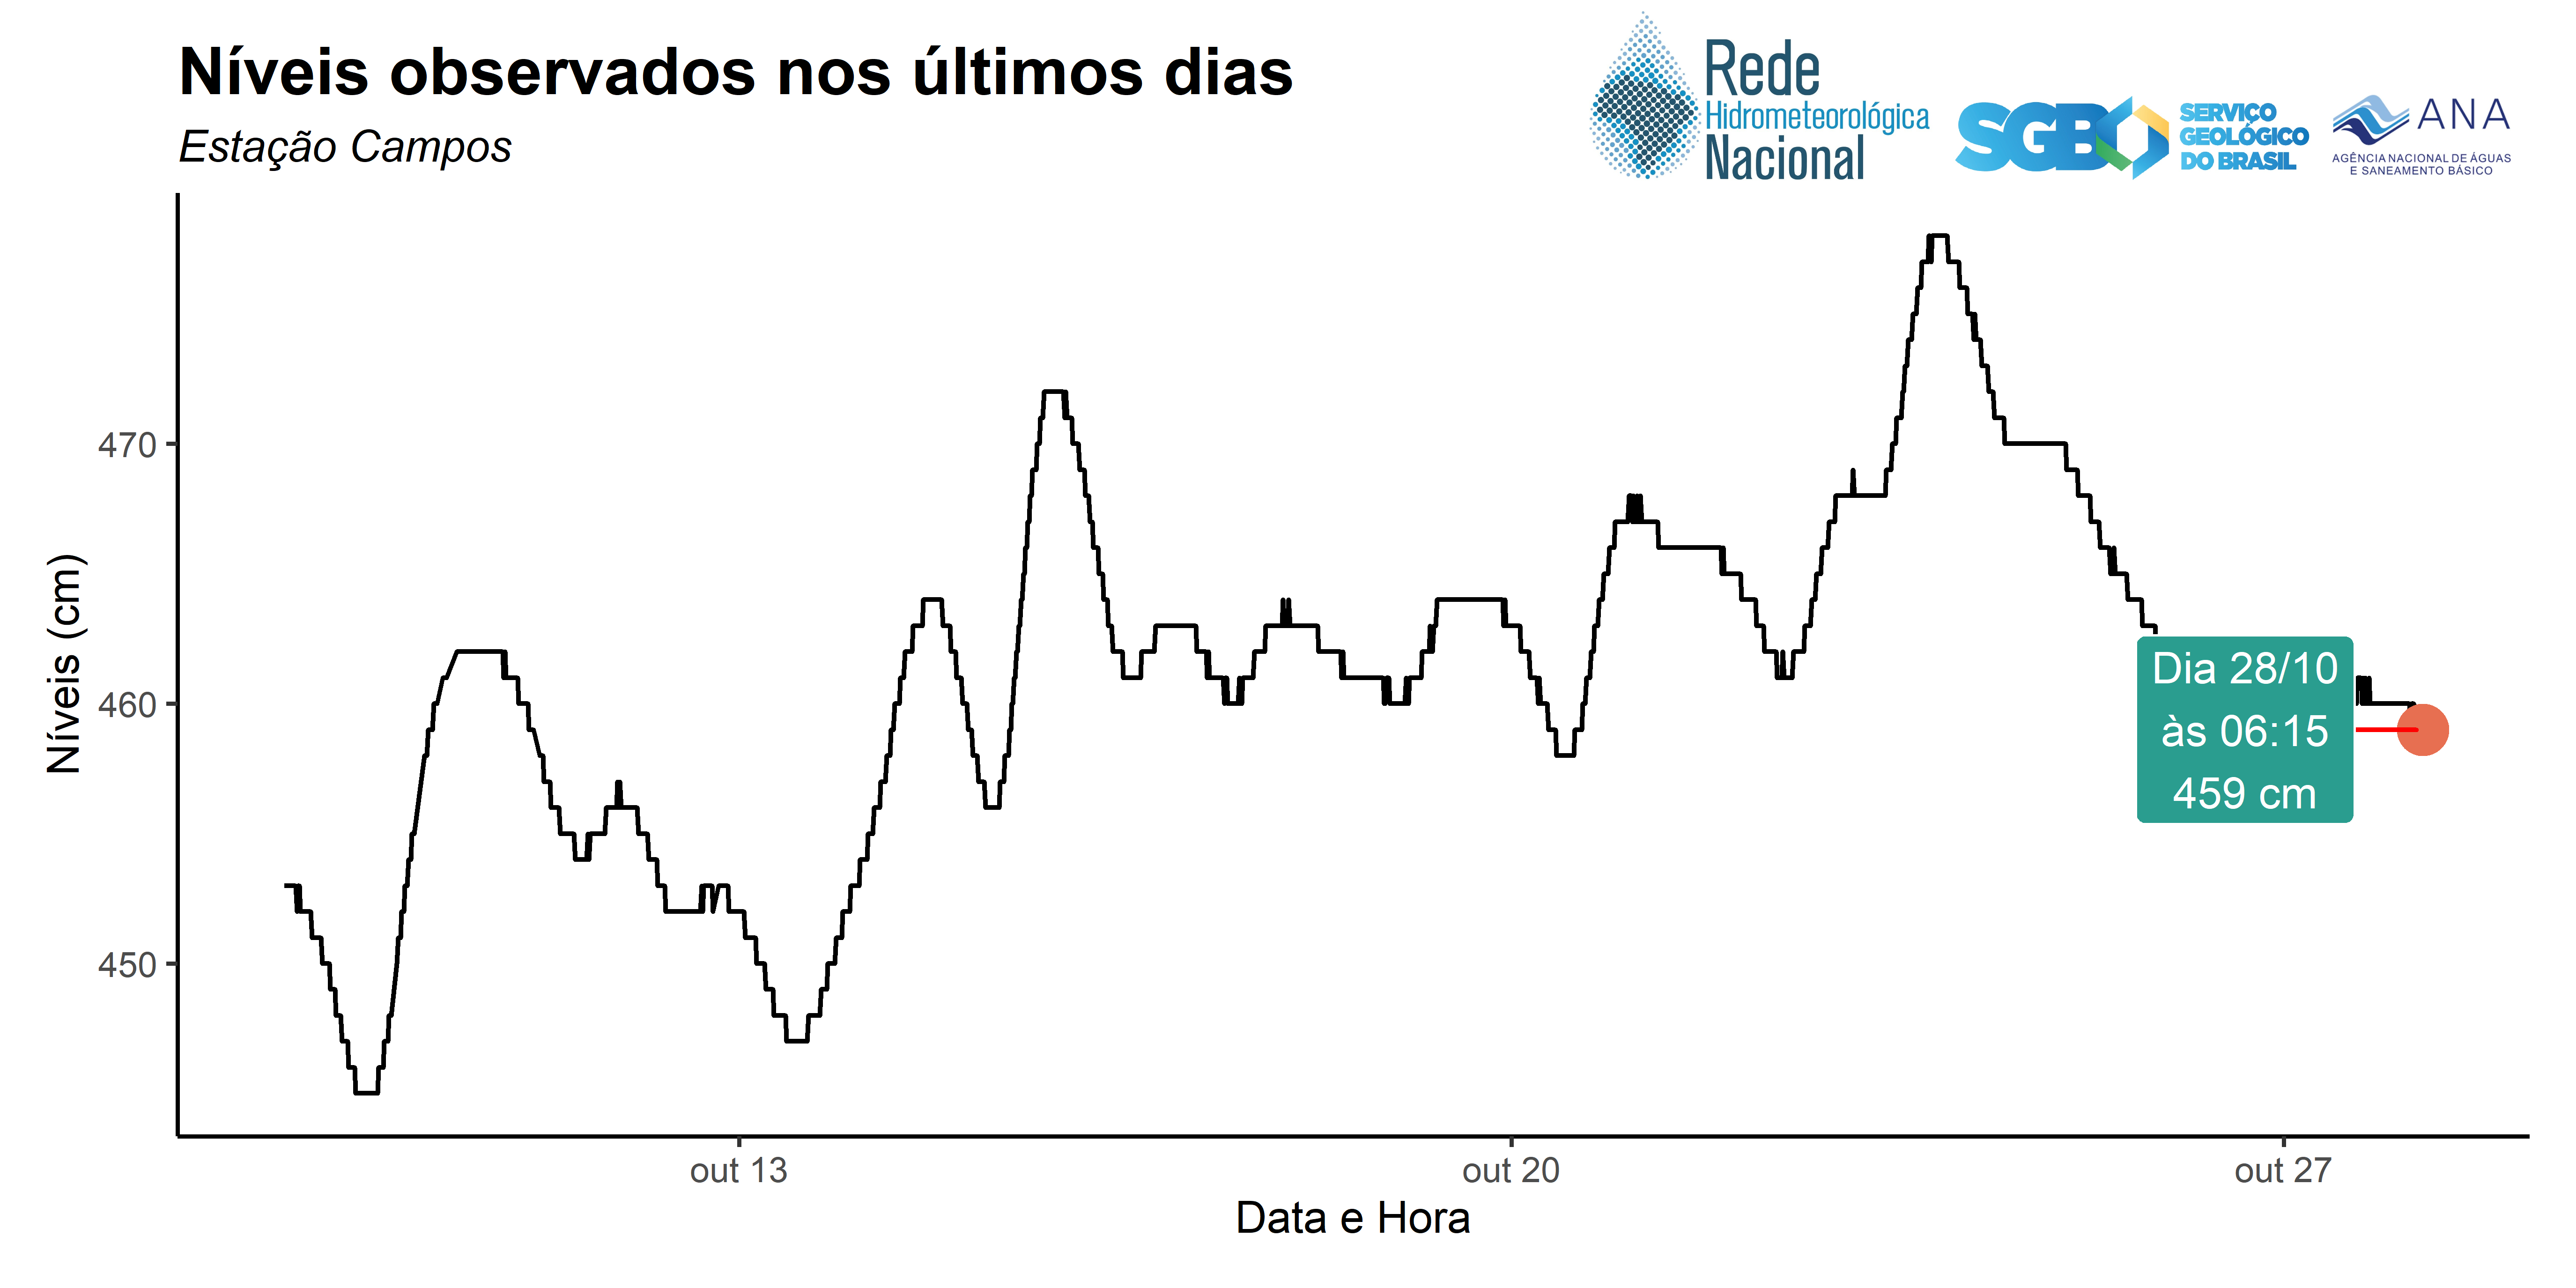 Níveis observados nos últimos dias
Estação Campos
Rede
Hidrometeorológica
Nacional
SGB
SERVIÇO
GEOLÓGICO
DO BRASIL
ANA
AGÊNCIA NACIONAL DE ÁGUAS
E SANEAMENTO BÁSICO
Níveis (cm)
470
460
450
Dia 28/10
às 06:15
459 cm
out 13
out 20
out 27
Data e Hora